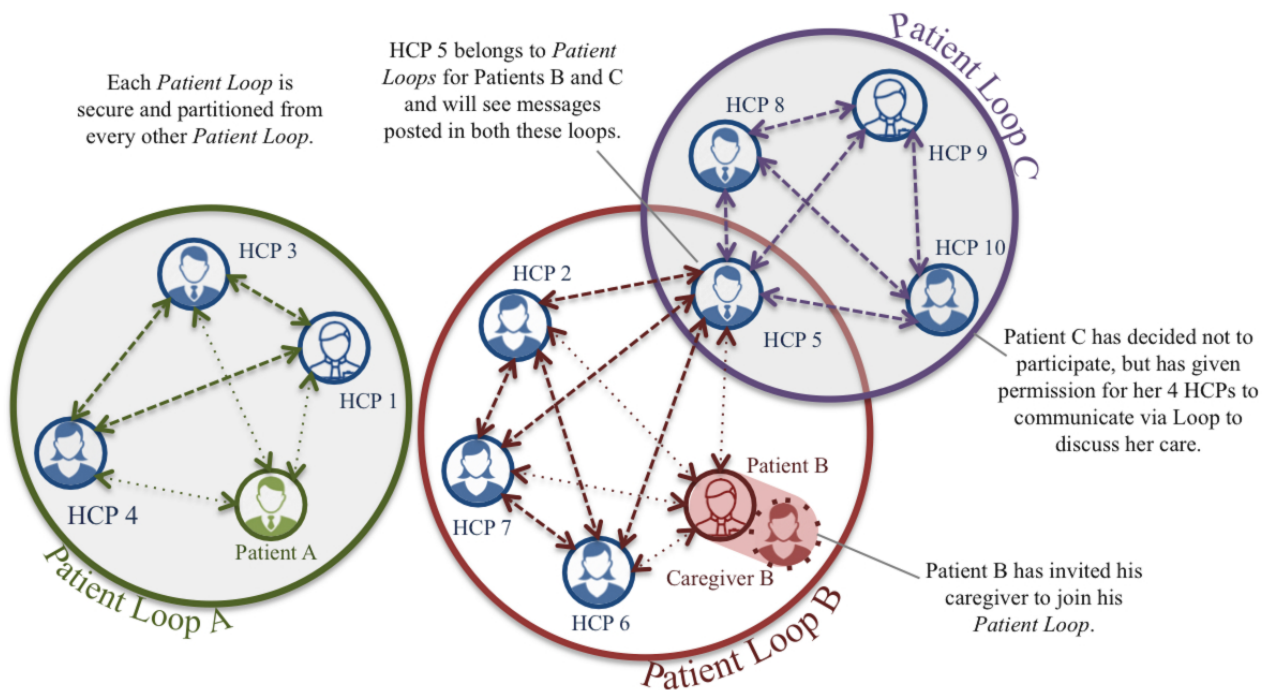 Each Patient Loop is
secure and partitioned from
every other Patient Loop.
HCP 5 belongs to Patient
Loops for Patients B and C
and will see messages
posted in both these loops.
Patient Loop C
HCP 8
HCP 9
HCP 10
HCP 3
HCP 1
HCP 4
Patient A
Patient Loop A
HCP 2
HCP 5
HCP 7
HCP 6
Patient B
Caregiver B
Patient Loop B
Patient C has decided not to
participate, but has given
permission for her 4 HCPs to
communicate via Loop to
discuss her care.
Patient B has invited his
caregiver to join his
Patient Loop.